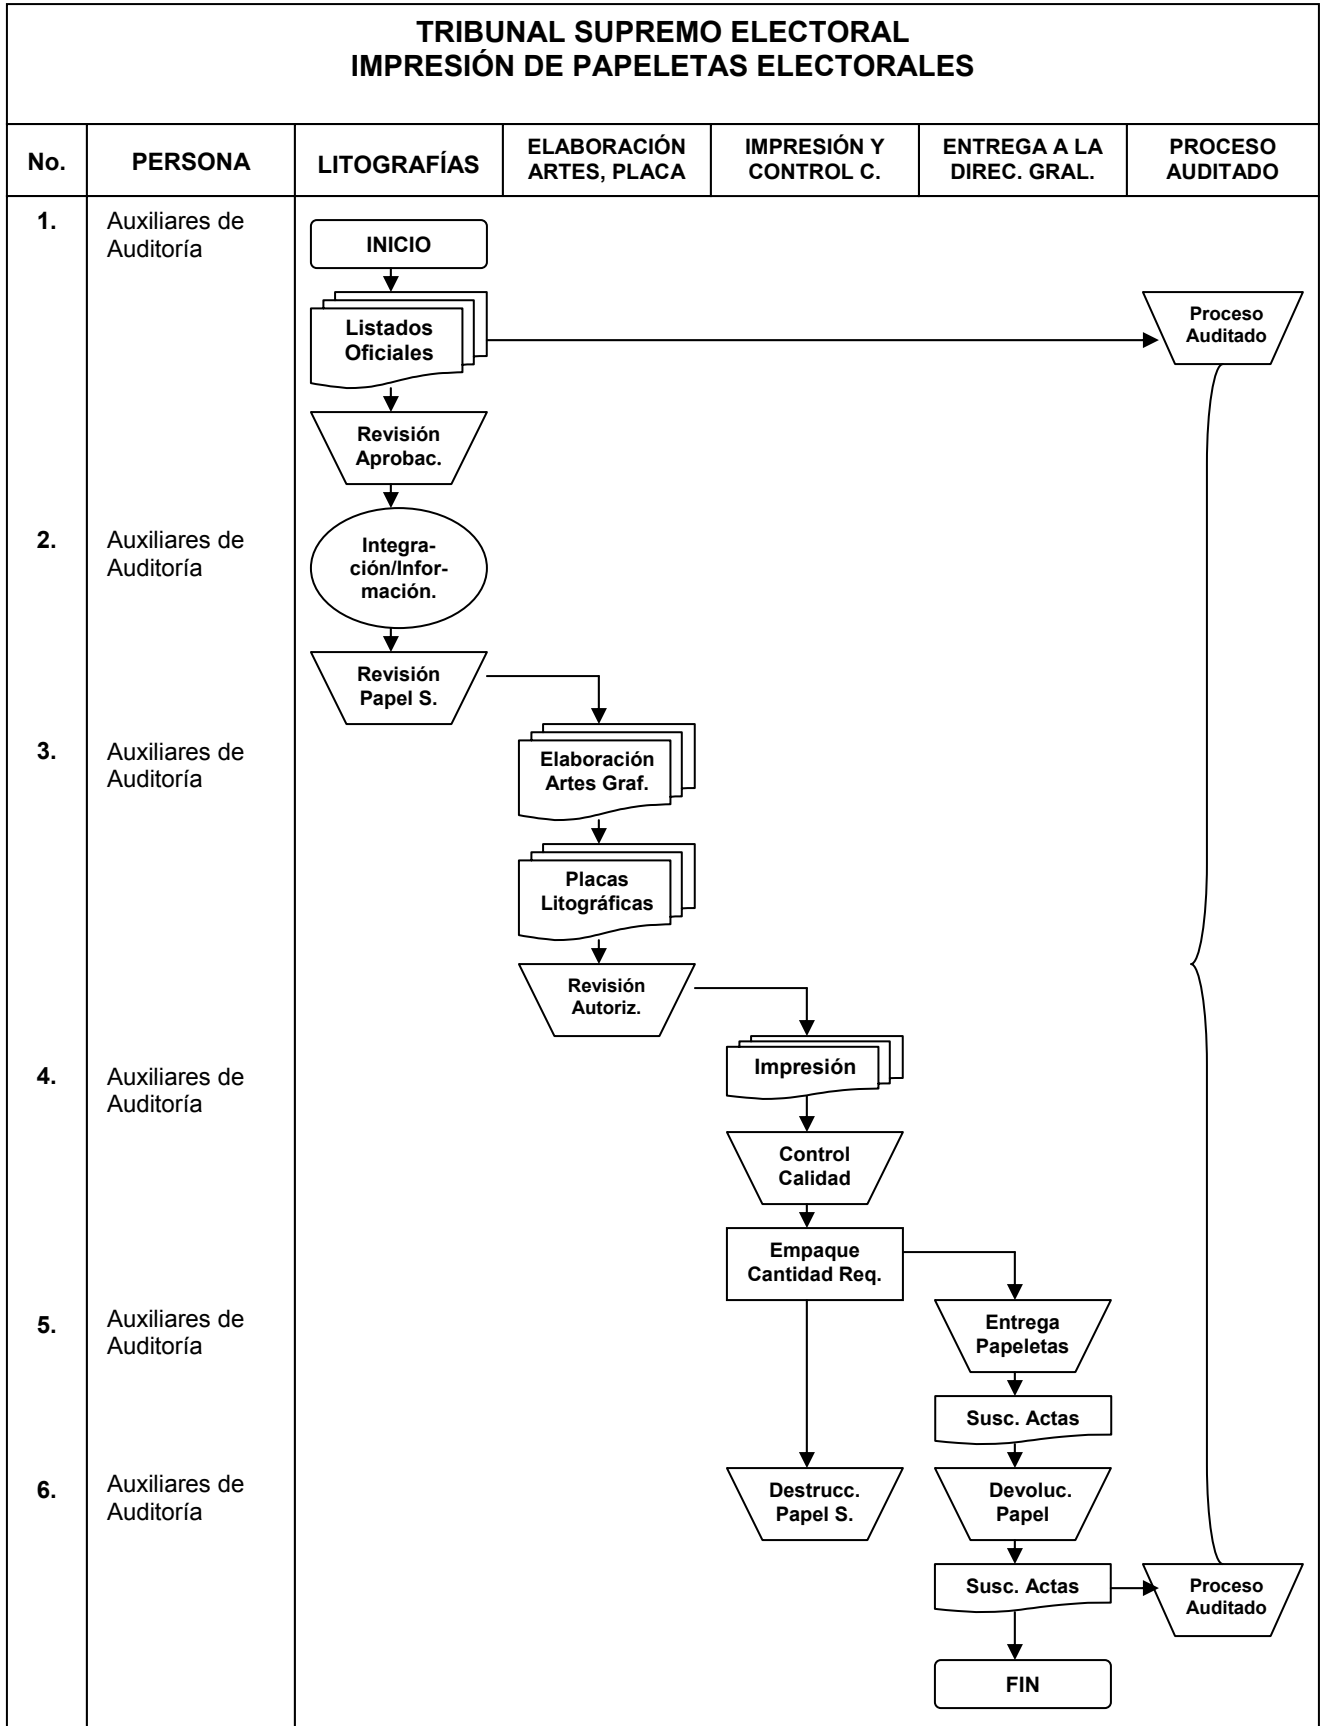 TRIBUNAL SUPREMO ELECTORAL
IMPRESIÓN DE PAPELETAS ELECTORALES
No.
PERSONA
LITOGRAFÍAS
ELABORACIÓN
ARTES, PLACA
IMPRESIÓN Y
CONTROL C.
ENTREGA A LA
DIREC. GRAL.
PROCESO
AUDITADO
1.
Auxiliares de
Auditoría
INICIO
Listados
Oficiales
Proceso
Auditado
Revisión
Aprobac.
2.
Auxiliares de
Auditoría
Integra-
ción/Infor-
mación.
Revisión
Papel S.
3.
Auxiliares de
Auditoría
Elaboración
Artes Graf.
Placas
Litográficas
Revisión
Autoriz.
4.
Auxiliares de
Auditoría
Impresión
Control
Calidad
Empaque
Cantidad Req.
5.
Auxiliares de
Auditoría
Entrega
Papeletas
Susc. Actas
6.
Auxiliares de
Auditoría
Destrucc.
Papel S.
Devoluc.
Papel
Susc. Actas
Proceso
Auditado
FIN